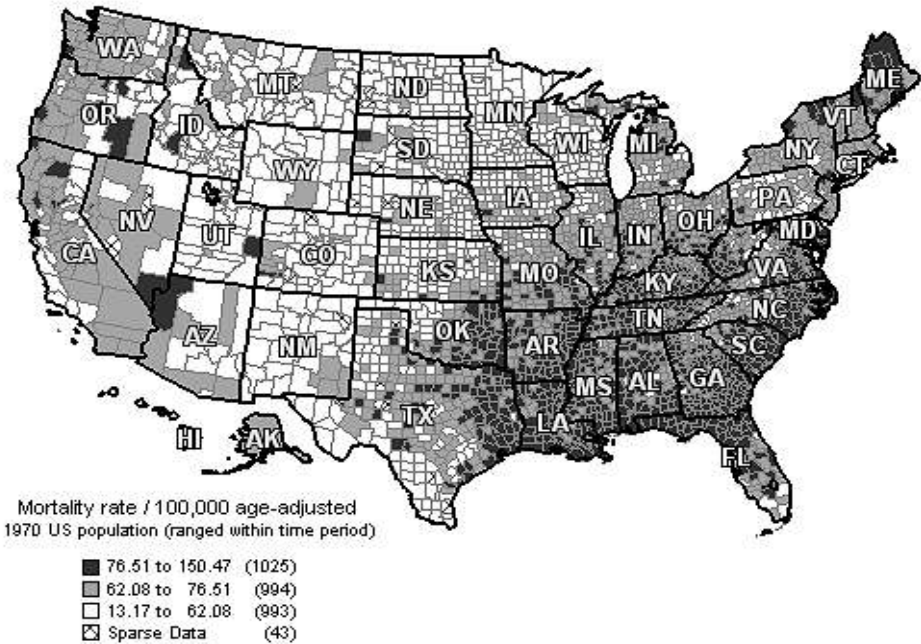 WA
MT
ND
MN
ME
OR
ID
WI
MI
VT
NY
SD
WY
CT
IA
PA
NE
NV
OH
IL
IN
MD
UT
CA
CO
KS
MO
VA
KY
NC
TN
OK
AZ
NM
AR
SC
MS
AL
GA
TX
LA
HI
AK
FL
Mortality rate / 100,000 age-adjusted
1970 US population (ranged within time period)
76.51 to 150.47 (1025)
62.08 to 76.51 (994)
13.17 to 62.08 (993)
Sparse Data (43)